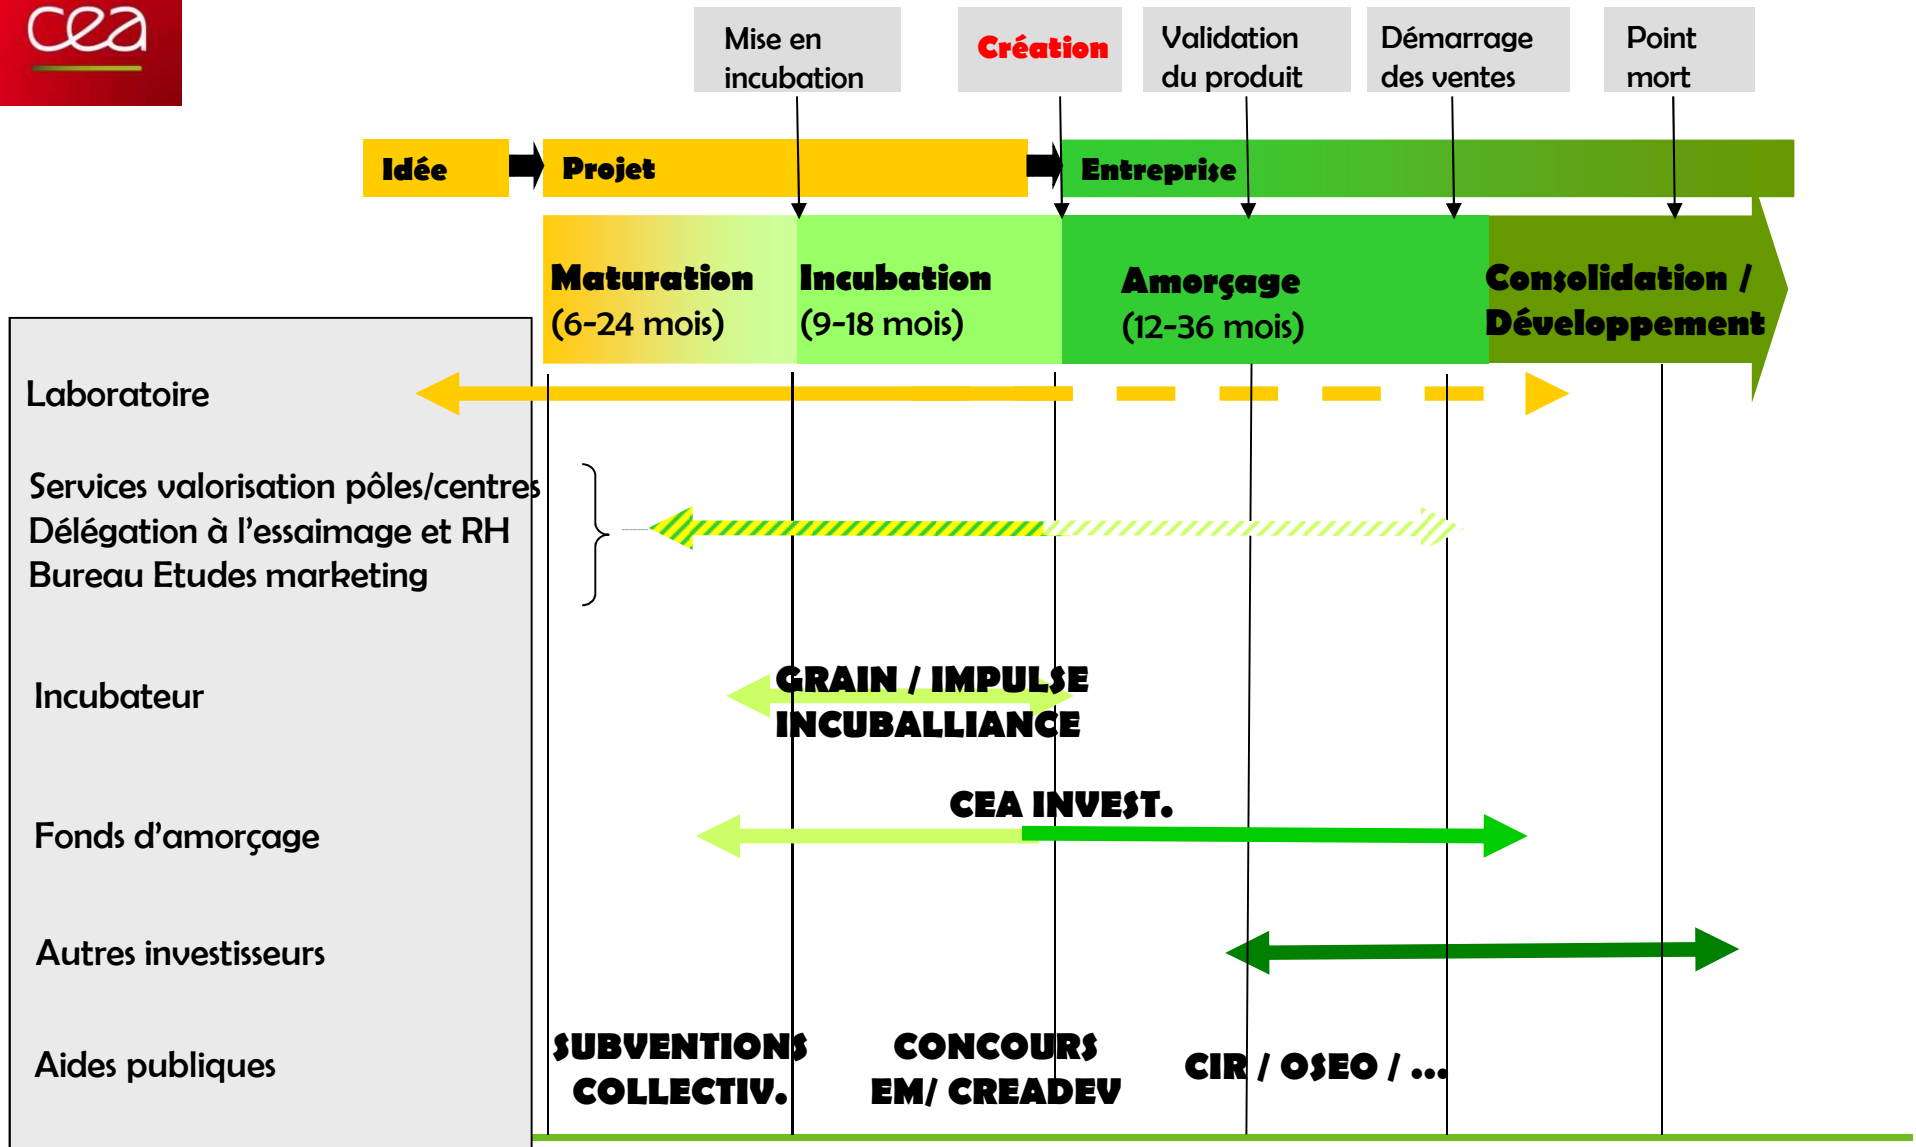 cea
Mise en
incubation
Création
Validation
du produit
Démarrage
des ventes
Point
mort
Idée
Projet
Entreprise
Maturation
(6-24 mois)
Incubation
(9-18 mois)
Amorçage
(12-36 mois)
Consolidation /
Développement
Laboratoire
Services valorisation pôles/centres
Délégation à l'essaimage et RH
Bureau Etudes marketing
Incubateur
GRAIN / IMPULSE
INCUBALLIANCE
CEA INVEST.
Fonds d'amorçage
Autres investisseurs
Aides publiques
SUBVENTIONS
COLLECTIV.
CONCOURS
EM/ CREADEV
CIR / OSEO / ...